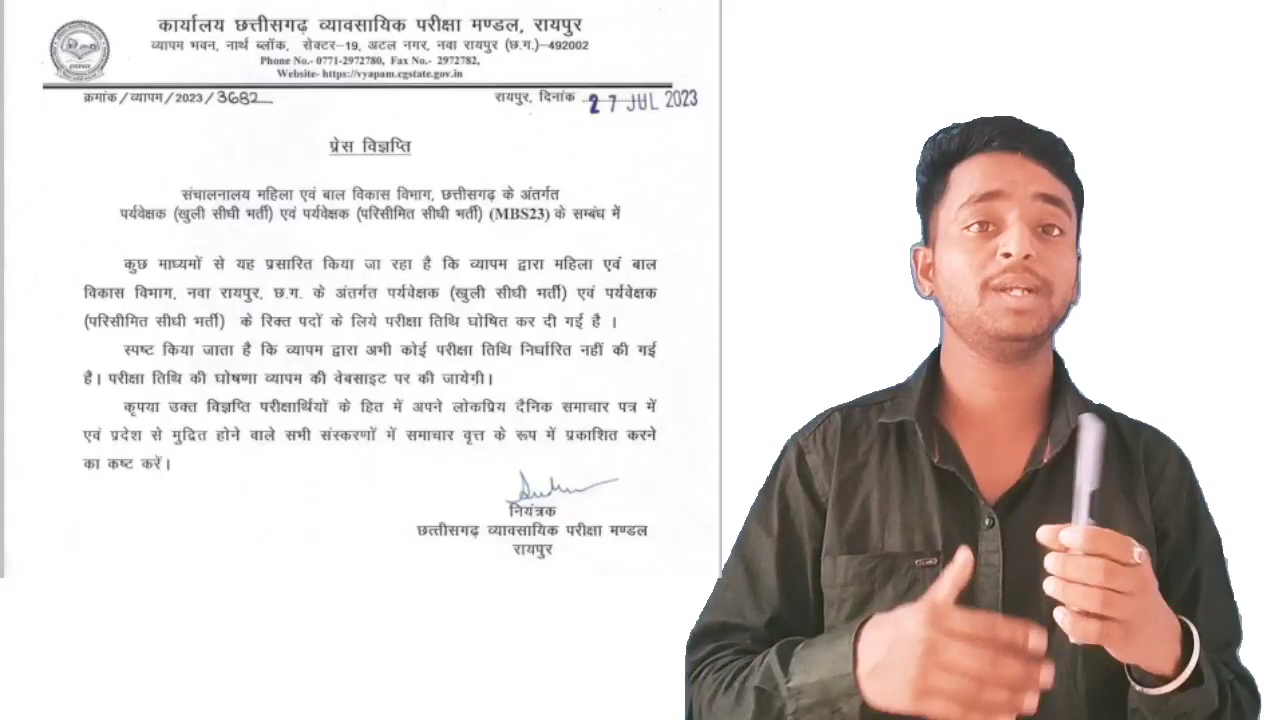 कार्यालय छत्तीसगढ़ व्यावसायिक परीक्षा मण्डल, रायपुर
व्यापम भवन, नार्थ ब्लॉक, सेक्टर-19, अटल नगर, नवा रायपुर (छ.ग.)-492002
Phone No.- 0771-2972780, Fax No.- 2972782,
Website- https://vyapam.cgstate.gov.in
क्रमांक/व्यापम/2023/3682 रायपुर, दिनांक 27 JUL 2023
प्रेस विज्ञप्ति
संचालनालय महिला एवं बाल विकास विभाग, छत्तीसगढ़ के अंतर्गत
पर्यवेक्षक (खुली सीधी भर्ती) एवं पर्यवेक्षक (परिसीमित सीधी भर्ती) (MBS23) के सम्बंध में
कुछ माध्यमों से यह प्रसारित किया जा रहा है कि व्यापम द्वारा महिला एवं बाल
विकास विभाग, नवा रायपुर, छ.ग. के अंतर्गत पर्यवेक्षक (खुली सीधी भर्ती) एवं पर्यवेक्षक
(परिसीमित सीधी भर्ती) के रिक्त पदों के लिये परीक्षा तिथि घोषित कर दी गई है ।
स्पष्ट किया जाता है कि व्यापम द्वारा अभी कोई परीक्षा तिथि निर्धारित नहीं की गई
है। परीक्षा तिथि की घोषणा व्यापम की वेबसाइट पर की जायेगी।
कृपया उक्त विज्ञप्ति परीक्षार्थियों के हित में अपने लोकप्रिय दैनिक समाचार पत्र में
एवं प्रदेश से मुद्रित होने वाले सभी संस्करणों में समाचार वृत्त के रूप में प्रकाशित करने
का कष्ट करें।
नियंत्रक
छत्तीसगढ़ व्यावसायिक परीक्षा मण्डल
रायपुर